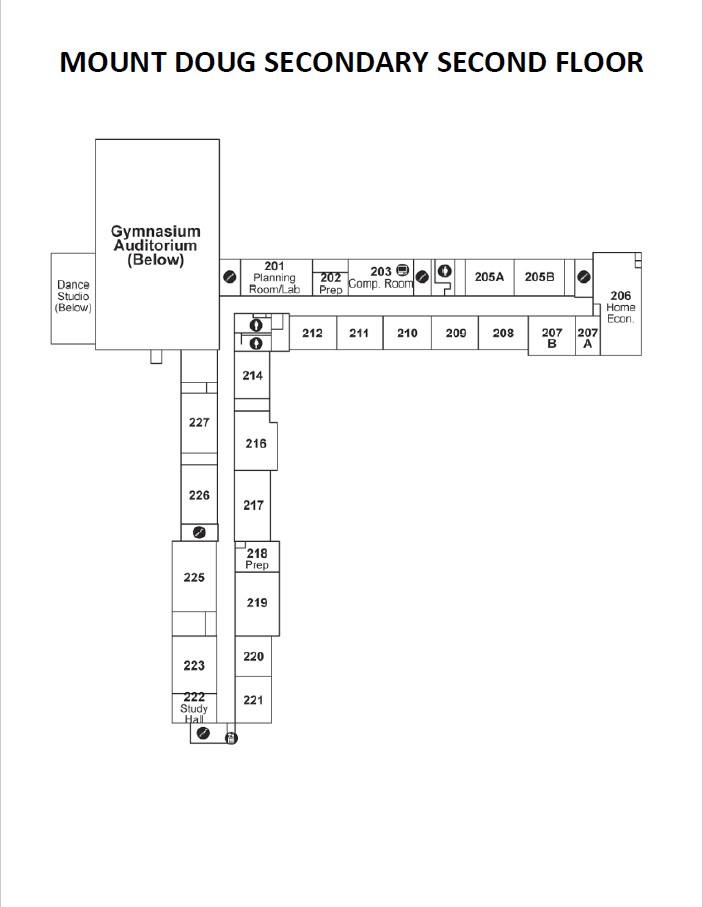 MOUNT DOUG SECONDARY SECOND FLOOR
Gymnasium
Auditorium
(Below)
Dance
Studio
(Below)
201
Planning
Room/Lab
202
Prep
203
Comp. Room
205A
205B
206
Home
Econ.
212
211
210
209
208
207
B
207
A
214
227
216
226
217
218
Prep
225
219
223
220
222
Study
Hall
221